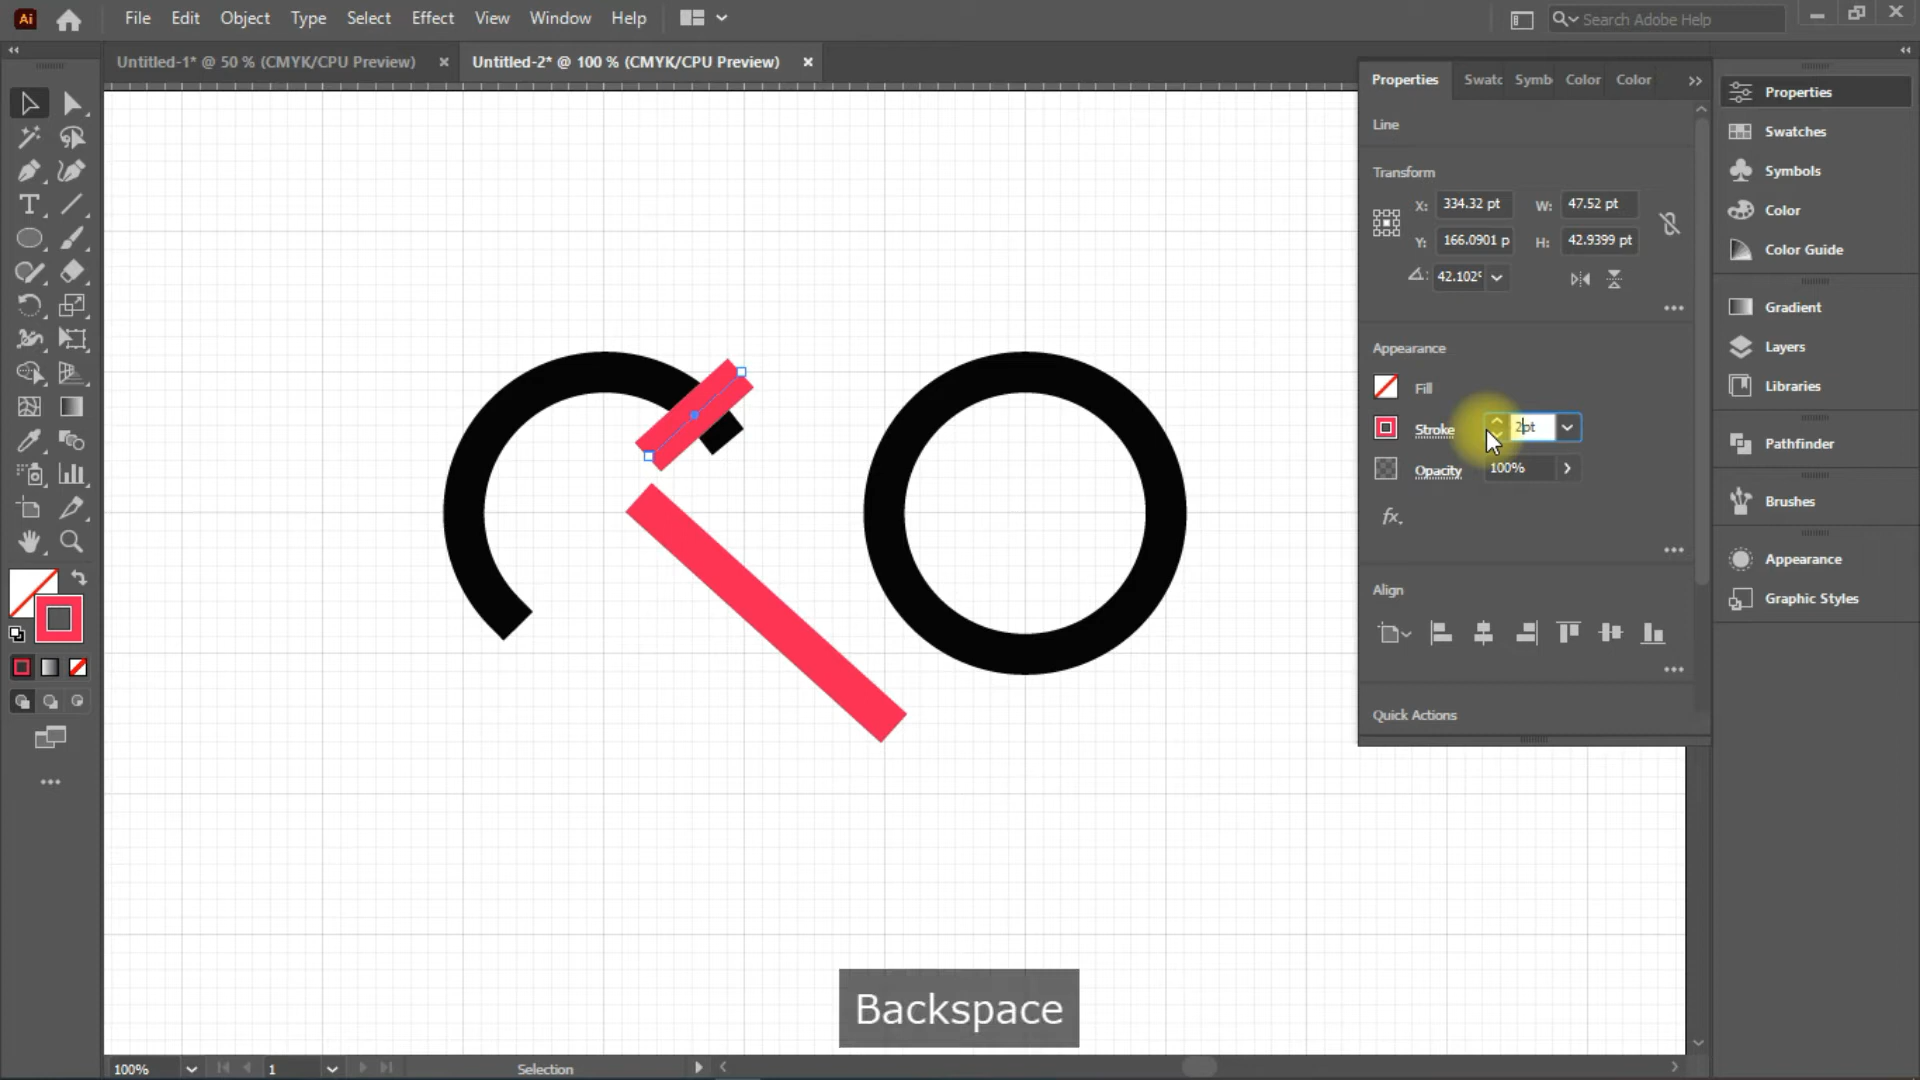 Ai
File Edit Object Type Select Effect View Window Help
Search Adobe Help
Untitled-1* @ 50 % (CMYK/CPU Preview) ×
Untitled-2* @ 100 % (CMYK/CPU Preview) ×
Properties Swatc Symb Color Color
Line
Transform
X: 334.32 pt W: 47.52 pt
Y: 166.0901 p H: 42.9399 pt
42.102°
Appearance
Fill
Stroke 2pt
Opacity 100%
fx.
Align
Quick Actions
Properties
Swatches
Symbols
Color
Color Guide
Gradient
Layers
Libraries
Pathfinder
Brushes
Appearance
Graphic Styles
T
Backspace
100% 1 Selection